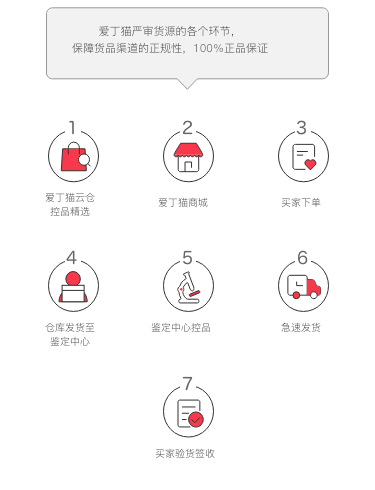 爱丁猫严审货源的各个环节，
保障货品渠道的正规性，100%正品保证
1
2
3
爱丁猫云仓
控品精选
爱丁猫商城
买家下单
4
5
6
仓库发货至
鉴定中心
鉴定中心控品
急速发货
7
买家验货签收